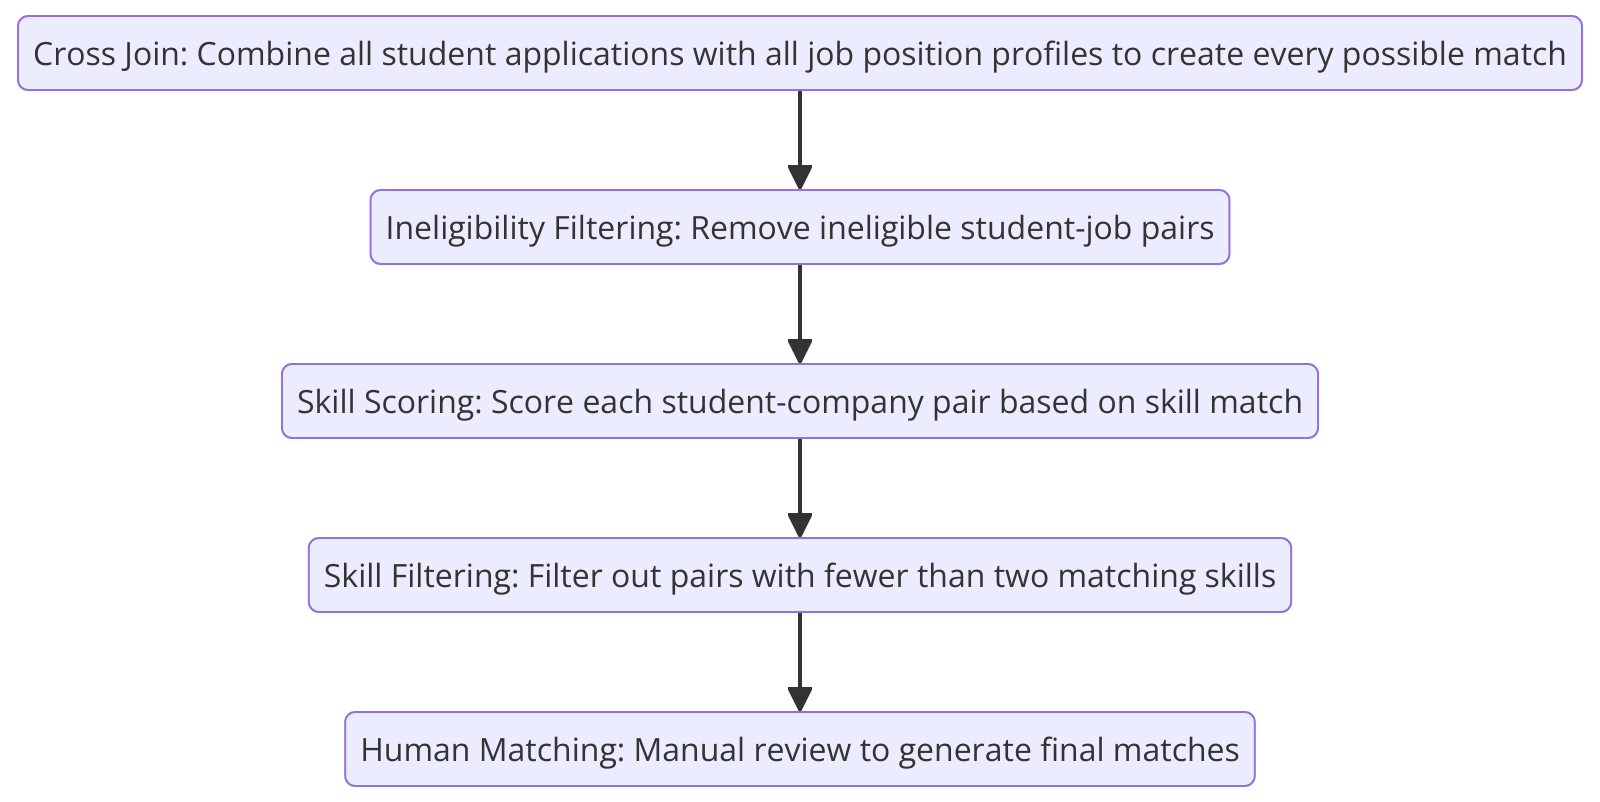 Cross Join: Combine all student applications with all job position profiles to create every possible match
Ineligibility Filtering: Remove ineligible student-job pairs
Skill Scoring: Score each student-company pair based on skill match
Skill Filtering: Filter out pairs with fewer than two matching skills
Human Matching: Manual review to generate final matches